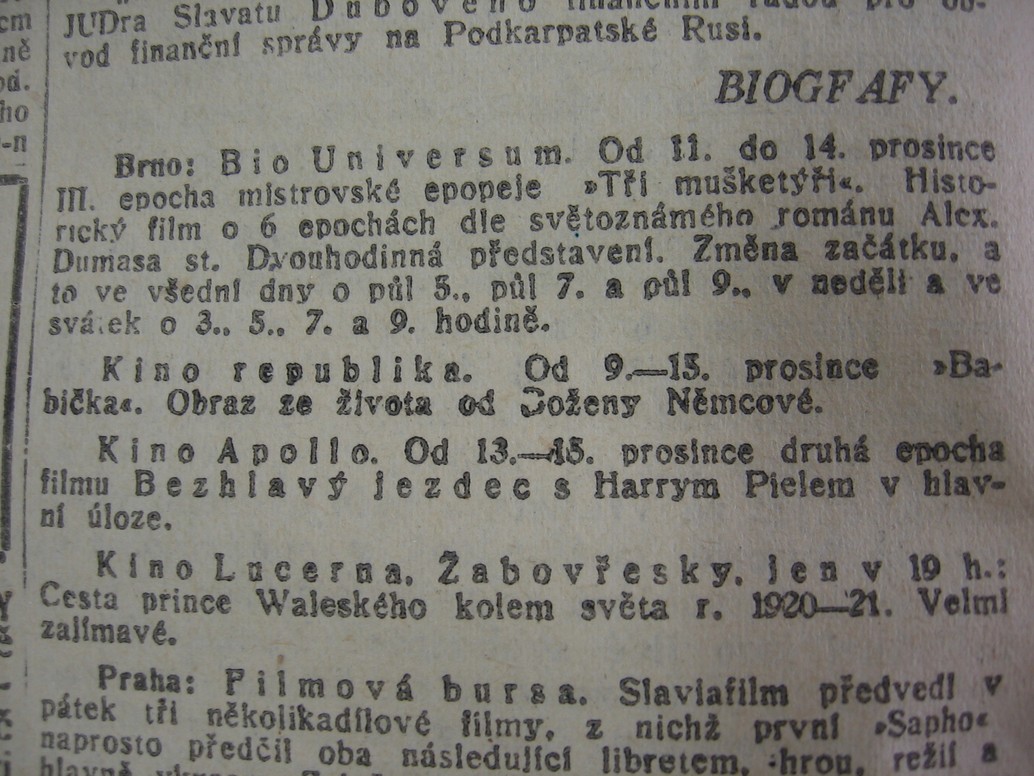 JUDra Slavatu Dubového finančním radou pro ob-
vod finanční správy na Podkarpatské Rusi.
BIOGFAFY.
Brno: Bio Universum. Od 11. do 14. prosince
III. epocha mistrovské epopeje »Tři mušketýři«. Histo-
rický film o 6 epochách dle světoznámého románu Alex.
Dumasa st. Dvouhodinná představení. Změna začátku, a
to ve všední dny o půl 5., půl 7. a půl 9., v neděli a ve
svátek o 3., 5., 7. a 9. hodině.
Kino republika. Od 9.—15. prosince »Ba-
bička«. Obraz ze života od Boženy Němcové.
Kino Apollo. Od 13.—15. prosince druhá epocha
filmu Bezhlavý jezdec s Harrym Pielem v hlav-
ní úloze.
Kino Lucerna, Žabovřesky, jen v 19 h.:
Cesta prince Waleského kolem světa r. 1920—21. Velmi
zajímavé.
Praha: Filmová bursa. Slaviafilm předvedl v
pátek tři několikadílové filmy, z nichž první »Sapho«
naprosto předčil oba následující libretem, hrou, režií a
hlavně